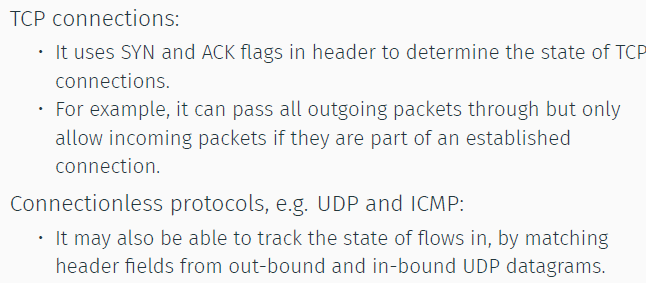 TCP connections:
• It uses SYN and ACK flags in header to determine the state of TCP
connections.
• For example, it can pass all outgoing packets through but only
allow incoming packets if they are part of an established
connection.
Connectionless protocols, e.g. UDP and ICMP:
• It may also be able to track the state of flows in, by matching
header fields from out-bound and in-bound UDP datagrams.